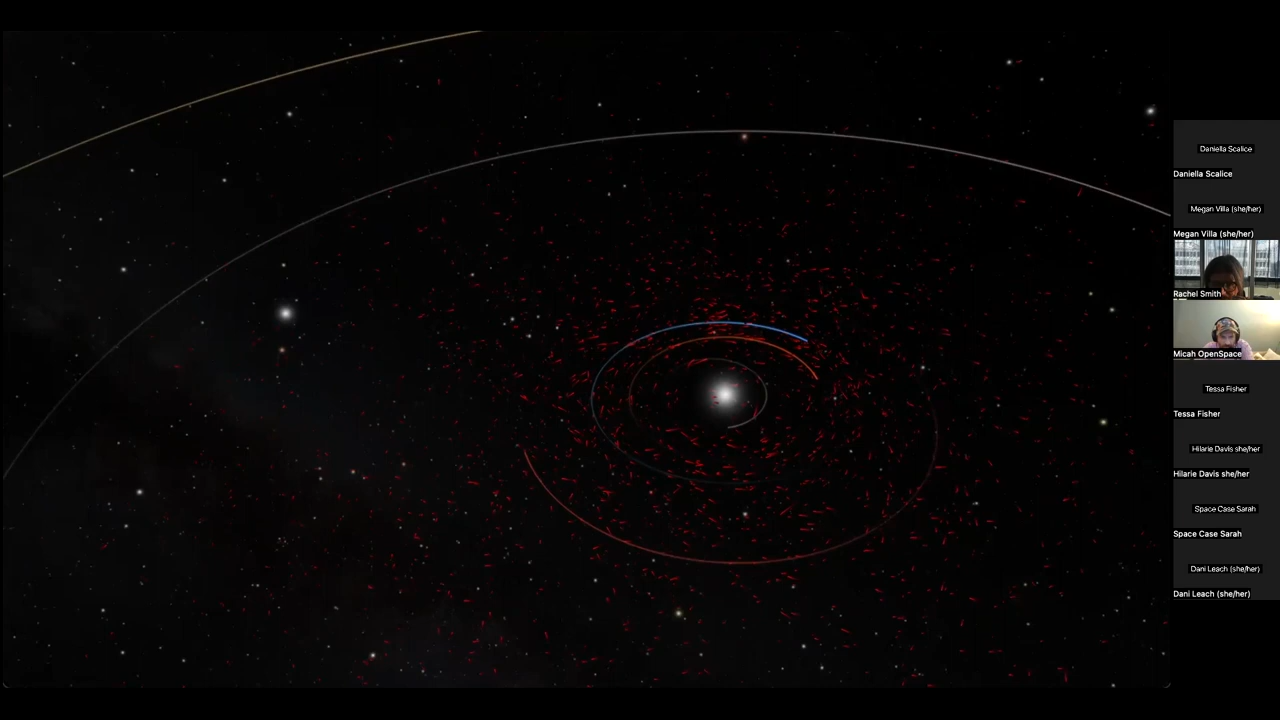 Daniella Scalice
Daniella Scalice
Megan Villa (she/her)
Megan Villa (she/her)
Rachel Smith
Micah OpenSpace
Tessa Fisher
Tessa Fisher
Hilarie Davis she/her
Hilarie Davis she/her
Space Case Sarah
Space Case Sarah
Dani Leach (she/her)
Dani Leach (she/her)